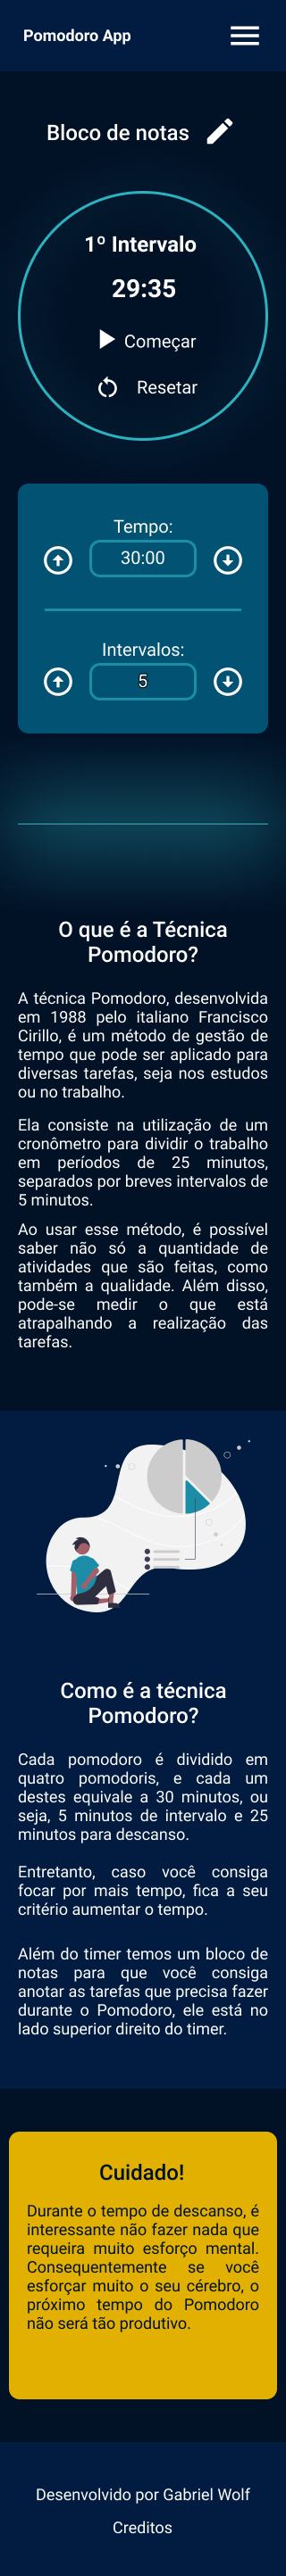 Pomodoro App
Bloco de notas
1º Intervalo
29:35
Começar
Resetar
Tempo:
30:00
Intervalos:
5
O que é a Técnica
Pomodoro?
A técnica Pomodoro, desenvolvida
em 1988 pelo italiano Francisco
Cirillo, é um método de gestão de
tempo que pode ser aplicado para
diversas tarefas, seja nos estudos
ou no trabalho.
Ela consiste na utilização de um
cronômetro para dividir o trabalho
em períodos de 25 minutos,
separados por breves intervalos de
5 minutos.
Ao usar esse método, é possível
saber não só a quantidade de
atividades que são feitas, como
também a qualidade. Além disso,
pode-se medir o que está
atrapalhando a realização das
tarefas.
Como é a técnica
Pomodoro?
Cada pomodoro é dividido em
quatro pomodoris, e cada um
destes equivale a 30 minutos, ou
seja, 5 minutos de intervalo e 25
minutos para descanso.
Entretanto, caso você consiga
focar por mais tempo, fica a seu
critério aumentar o tempo.
Além do timer temos um bloco de
notas para que você consiga
anotar as tarefas que precisa fazer
durante o Pomodoro, ele está no
lado superior direito do timer.
Cuidado!
Durante o tempo de descanso, é
interessante não fazer nada que
requeira muito esforço mental.
Consequentemente se você
esforçar muito o seu cérebro, o
próximo tempo do Pomodoro
não será tão produtivo.
Desenvolvido por Gabriel Wolf
Creditos